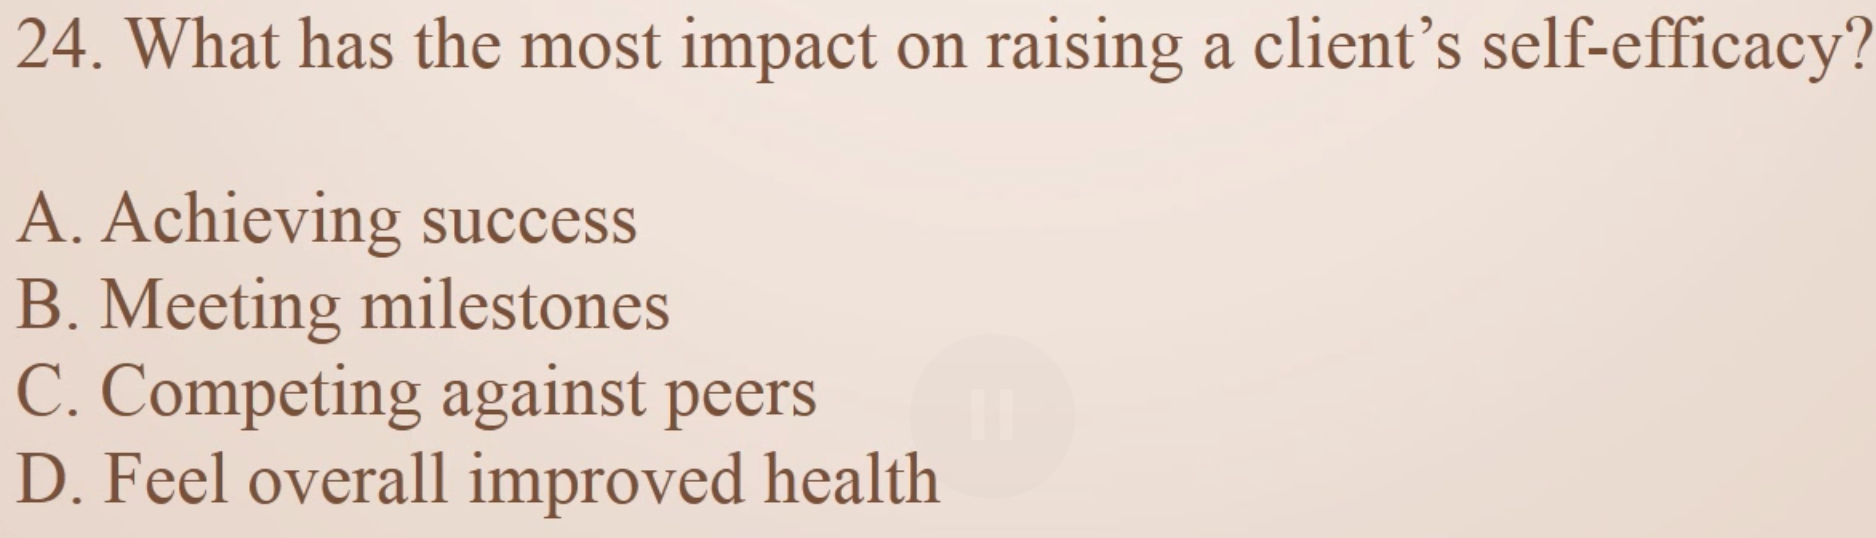 24. What has the most impact on raising a client’s self-efficacy?
A. Achieving success
B. Meeting milestones
C. Competing against peers
D. Feel overall improved health